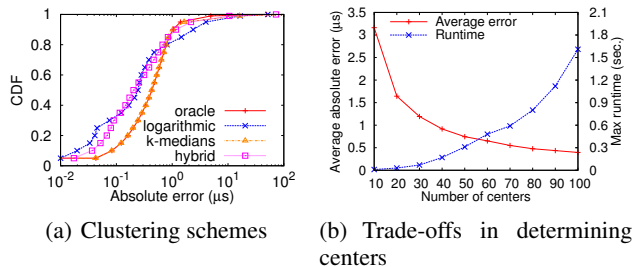 1
0.8
0.6
0.4
0.2
0
CDF
oracle
logarithmic
k-medians
hybrid
10^-2 10^-1 10^0 10^1 10^2
Absolute error (µs)
(a) Clustering schemes
3.5
3
2.5
2
1.5
1
0.5
0
Average absolute error (µs)
Average error
Runtime
2.1
1.8
1.5
1.2
0.9
0.6
0.3
0
Max runtime (sec.)
10 20 30 40 50 60 70 80 90 100
Number of centers
(b) Trade-offs in determining
centers